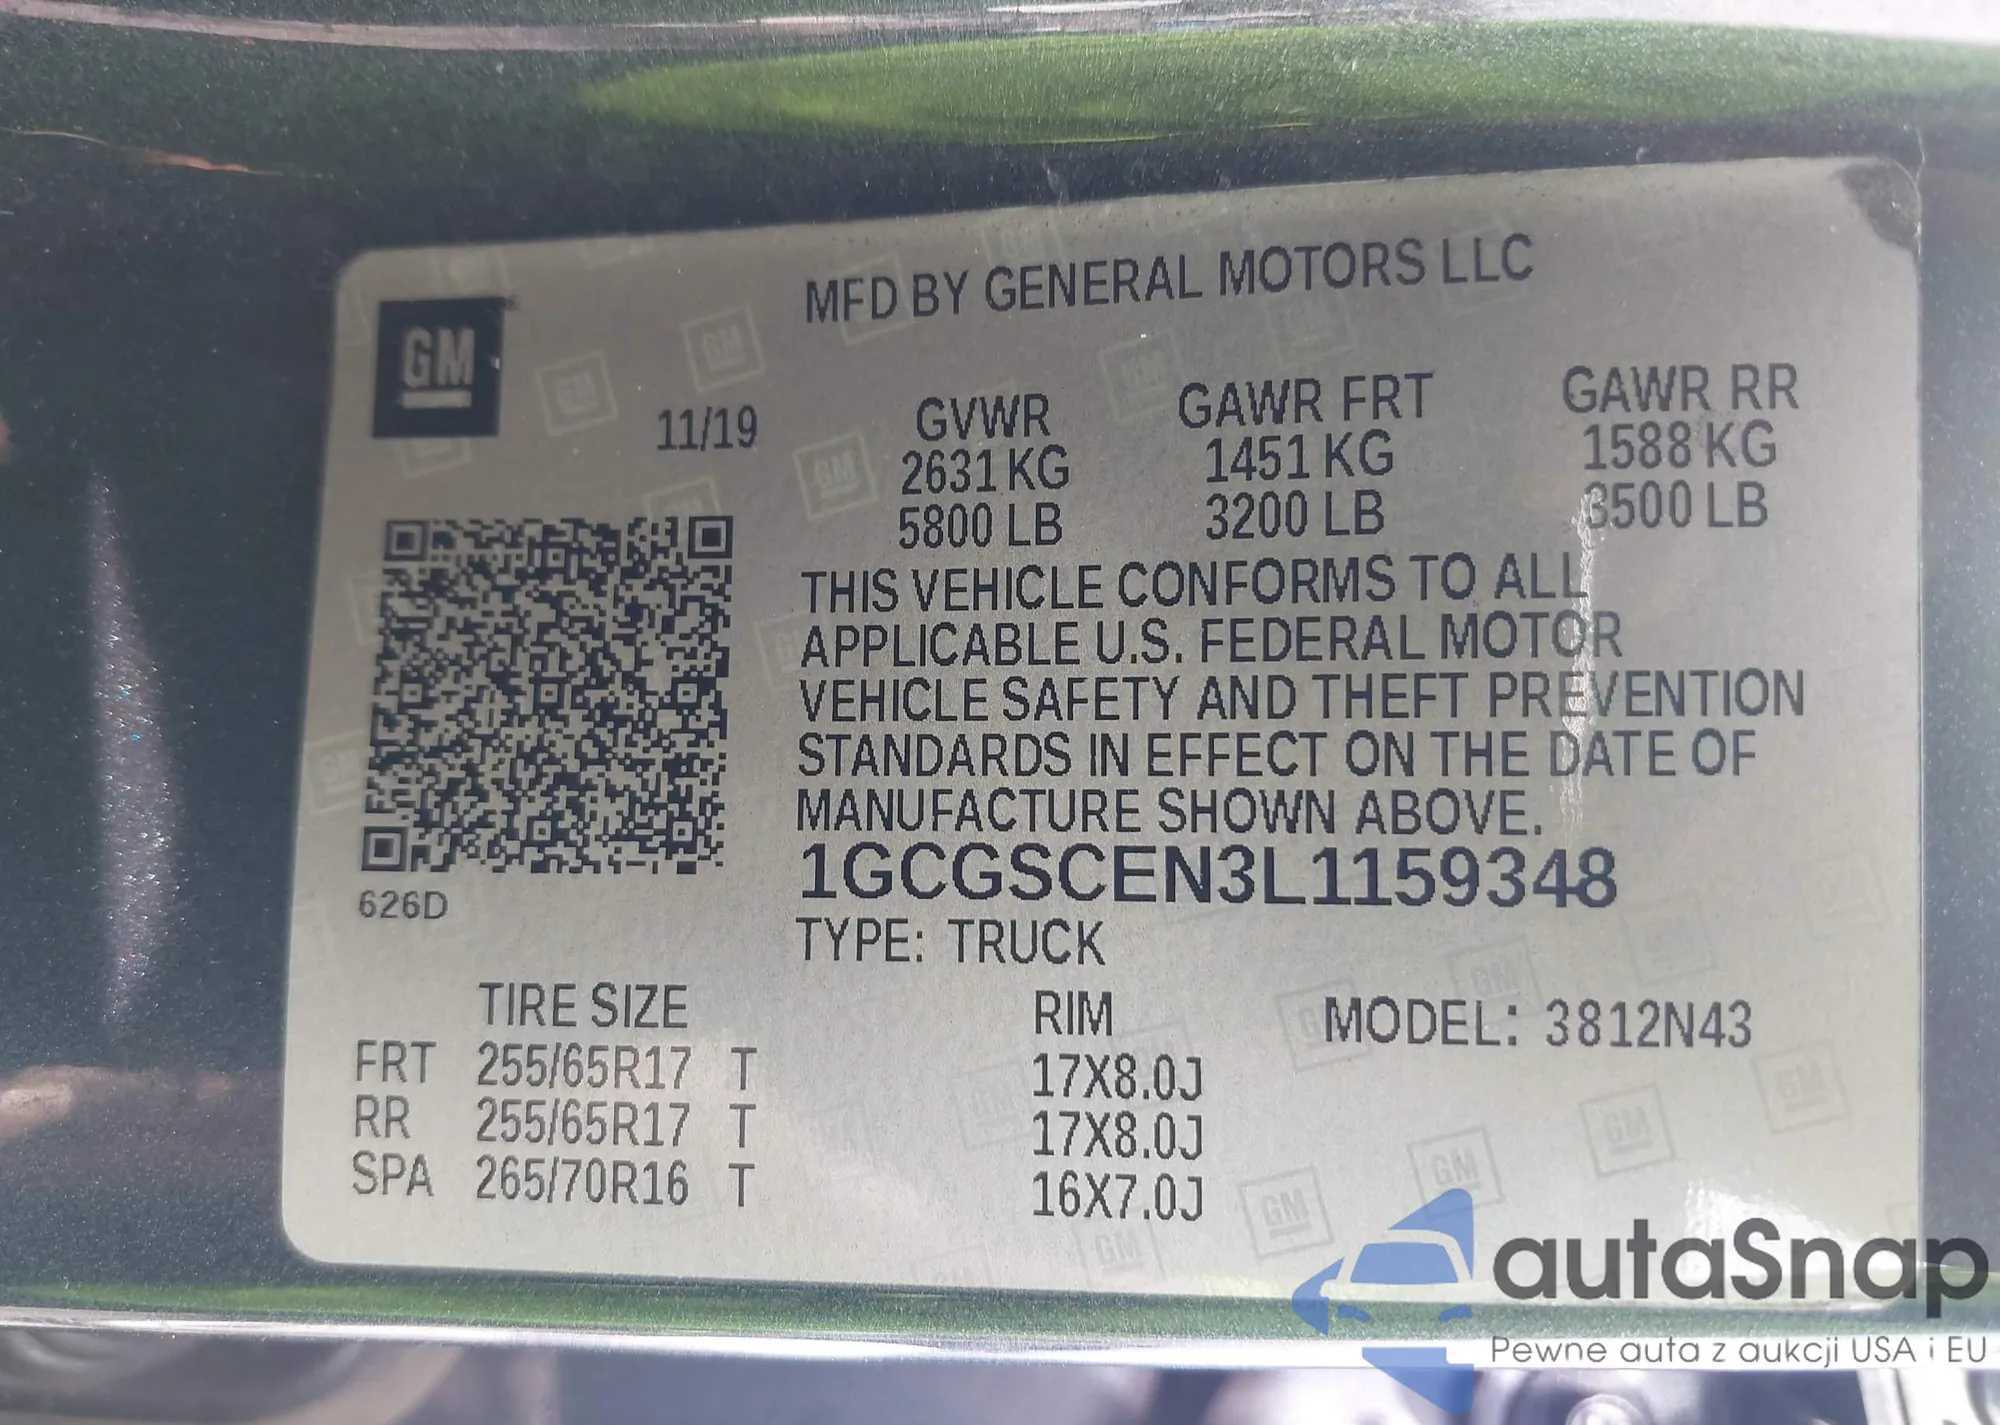 MFD BY GENERAL MOTORS LLC
GM
11/19
GVWR GAWR FRT GAWR RR
2631 KG 1451 KG 1588 KG
5800 LB 3200 LB 3500 LB
THIS VEHICLE CONFORMS TO ALL
APPLICABLE U.S. FEDERAL MOTOR
VEHICLE SAFETY AND THEFT PREVENTION
STANDARDS IN EFFECT ON THE DATE OF
MANUFACTURE SHOWN ABOVE.
1GCGSCEN3L1159348
626D
TYPE: TRUCK
TIRE SIZE RIM MODEL: 3812N43
FRT 255/65R17 T 17X8.0J
RR 255/65R17 T 17X8.0J
SPA 265/70R16 T 16X7.0J
autaSnap
Pewne auta z aukcji USA i EU